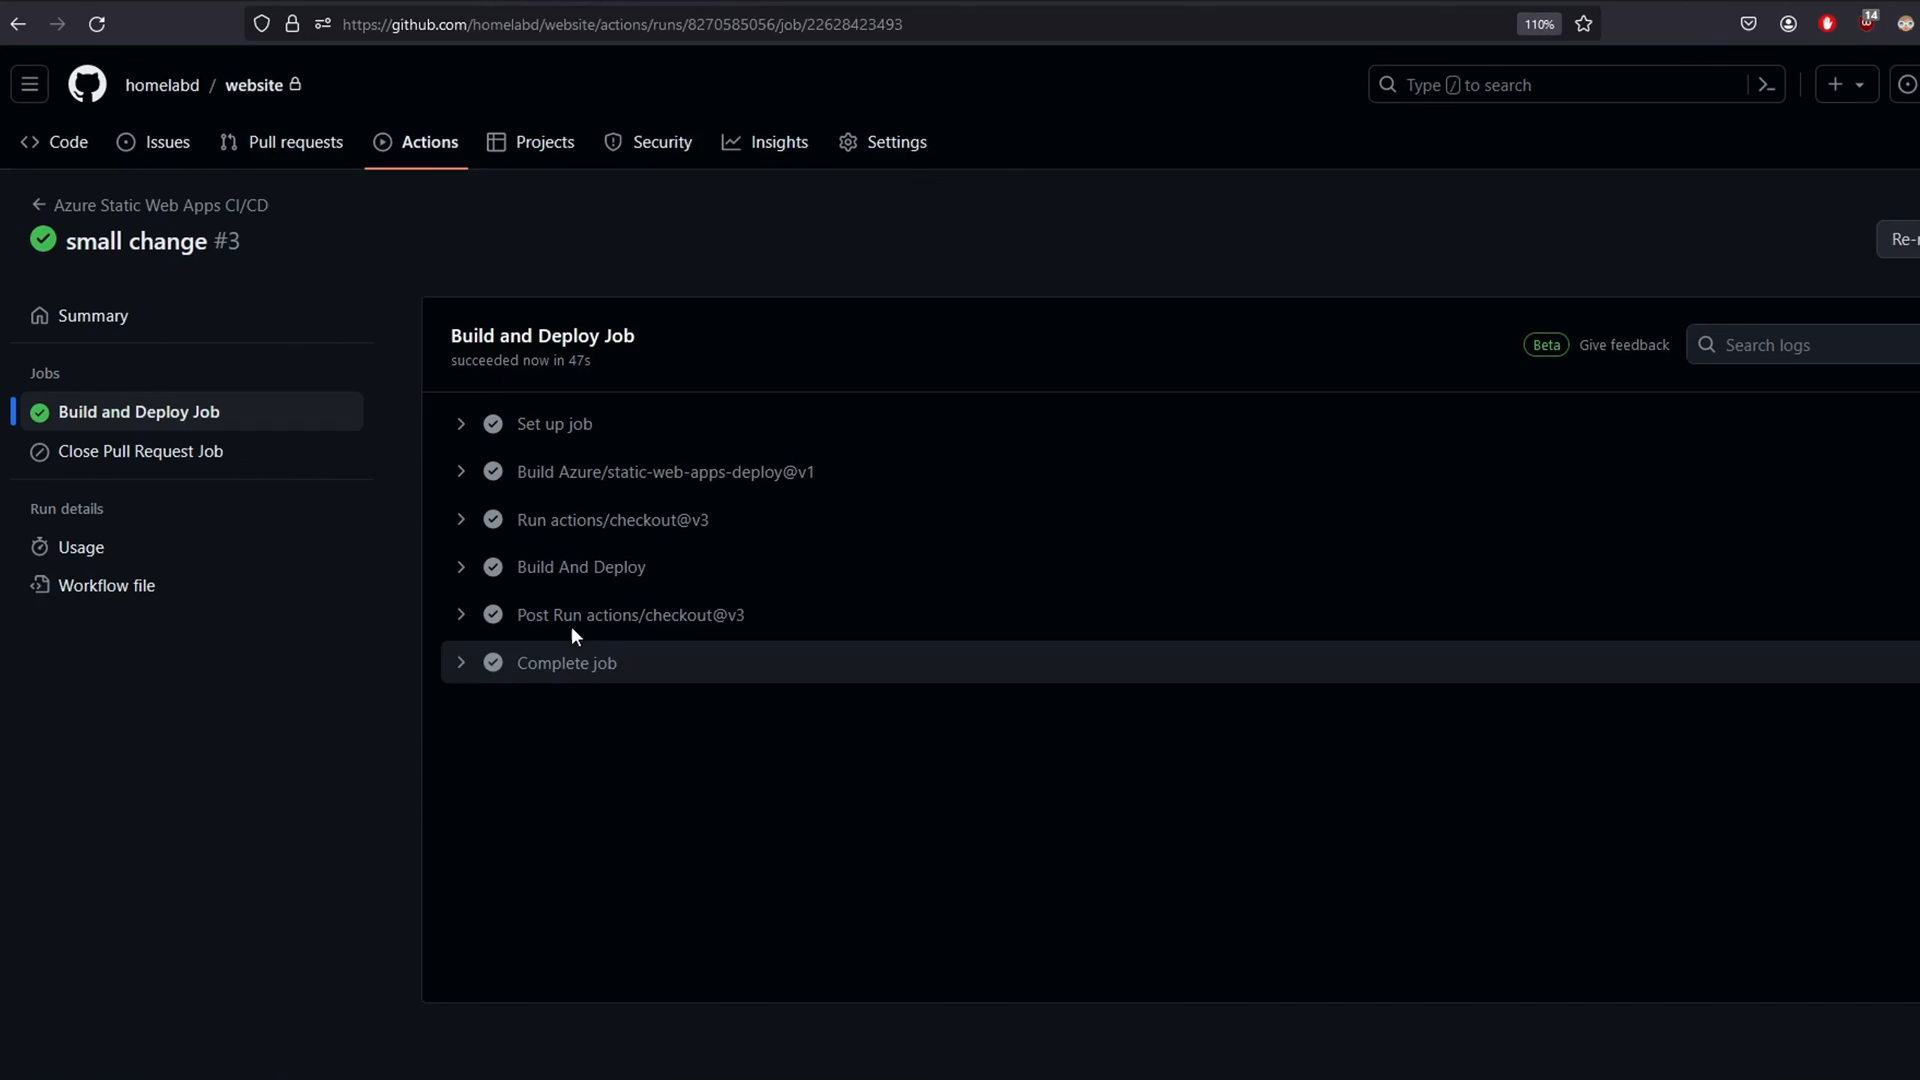 https://github.com/homelabd/website/actions/runs/8270585056/job/22628423493
110%
14
homelabd / website
Type / to search
Code
Issues
Pull requests
Actions
Projects
Security
Insights
Settings
Azure Static Web Apps CI/CD
small change #3
Re-r
Summary
Jobs
Build and Deploy Job
Close Pull Request Job
Run details
Usage
Workflow file
Build and Deploy Job
succeeded now in 47s
Beta Give feedback
Search logs
Set up job
Build Azure/static-web-apps-deploy@v1
Run actions/checkout@v3
Build And Deploy
Post Run actions/checkout@v3
Complete job